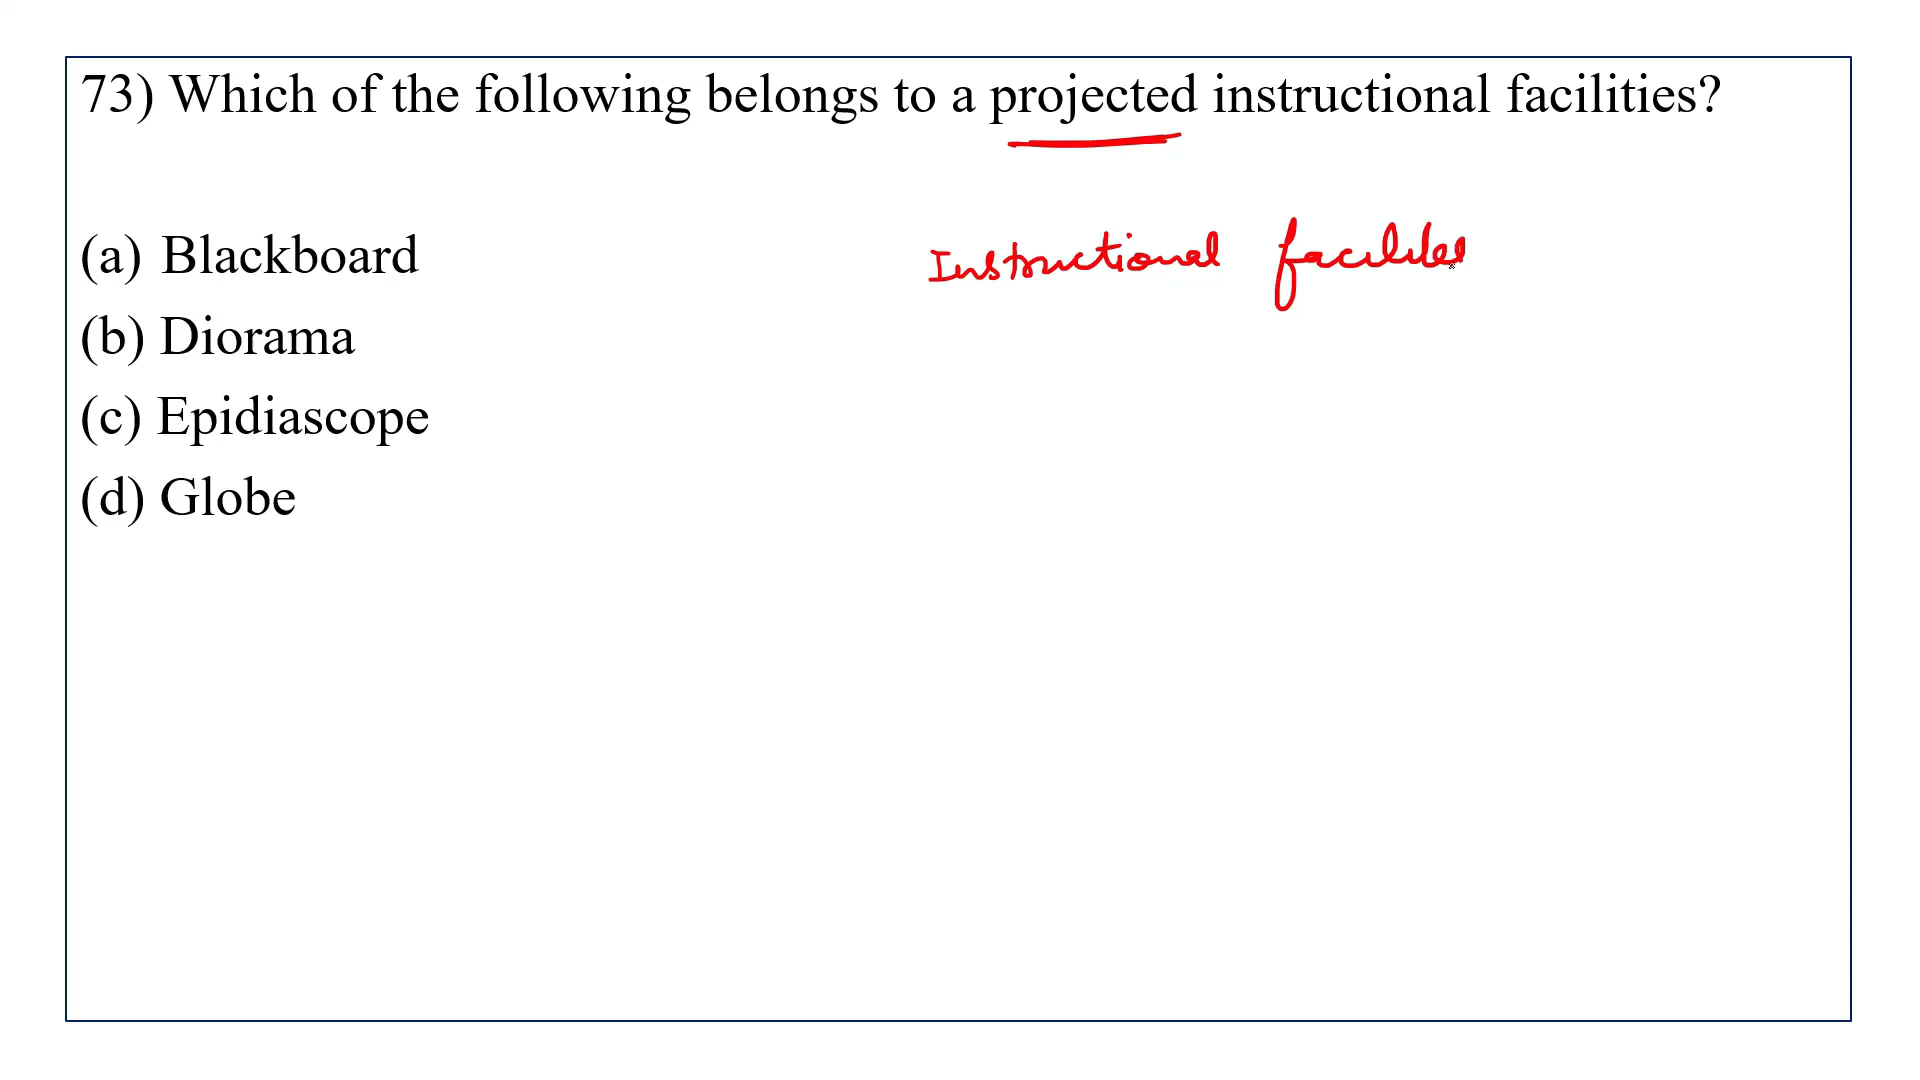 73) Which of the following belongs to a projected instructional facilities?
(a) Blackboard
Instructional facilities
(b) Diorama
(c) Epidiascope
(d) Globe